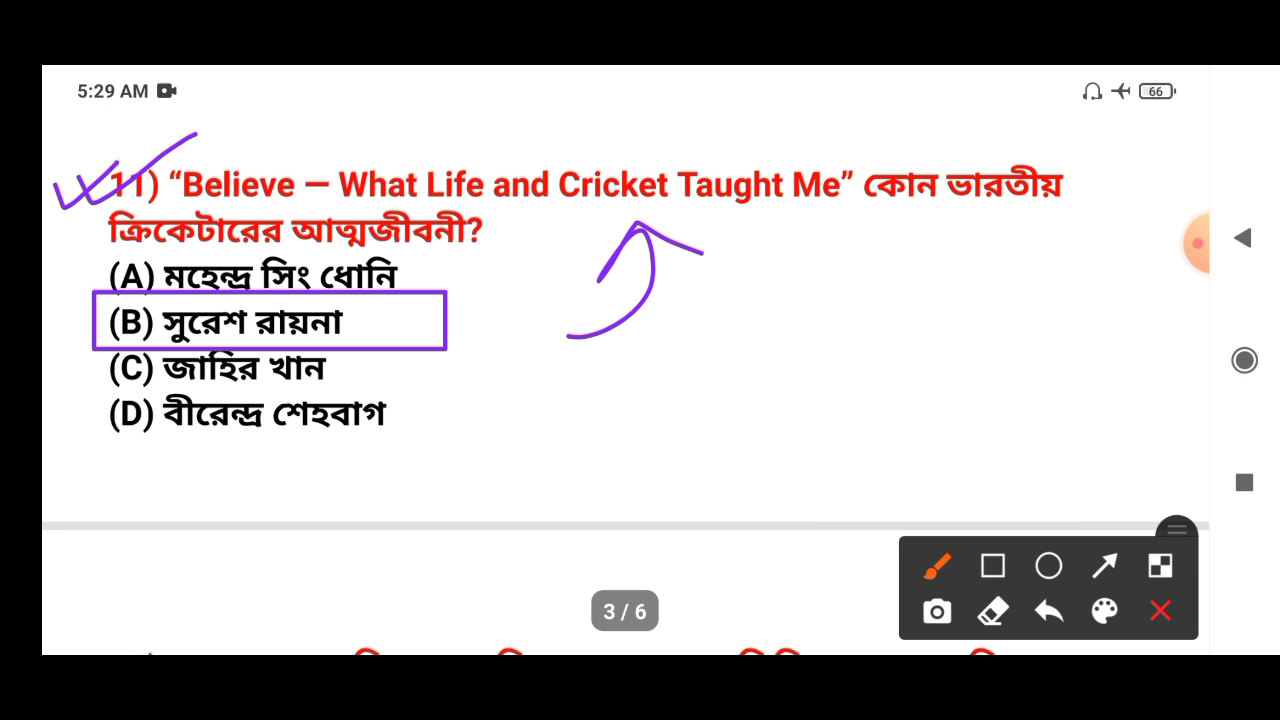 5:29 AM
66
11) “Believe — What Life and Cricket Taught Me” কোন ভারতীয়
ক্রিকেটারের আত্মজীবনী?
(A) মহেন্দ্র সিং ধোনি
(B) সুরেশ রায়না
(C) জাহির খান
(D) বীরেন্দ্র শেহবাগ
3 / 6